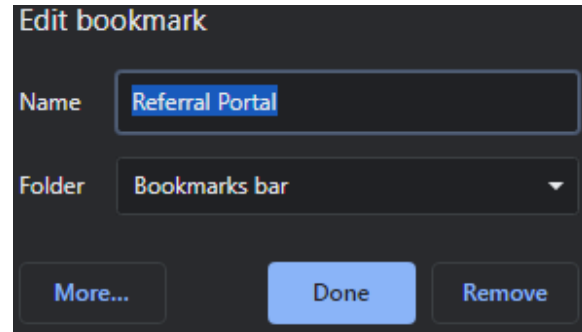 Edit bookmark
Name Referral Portal
Folder Bookmarks bar
More... Done Remove